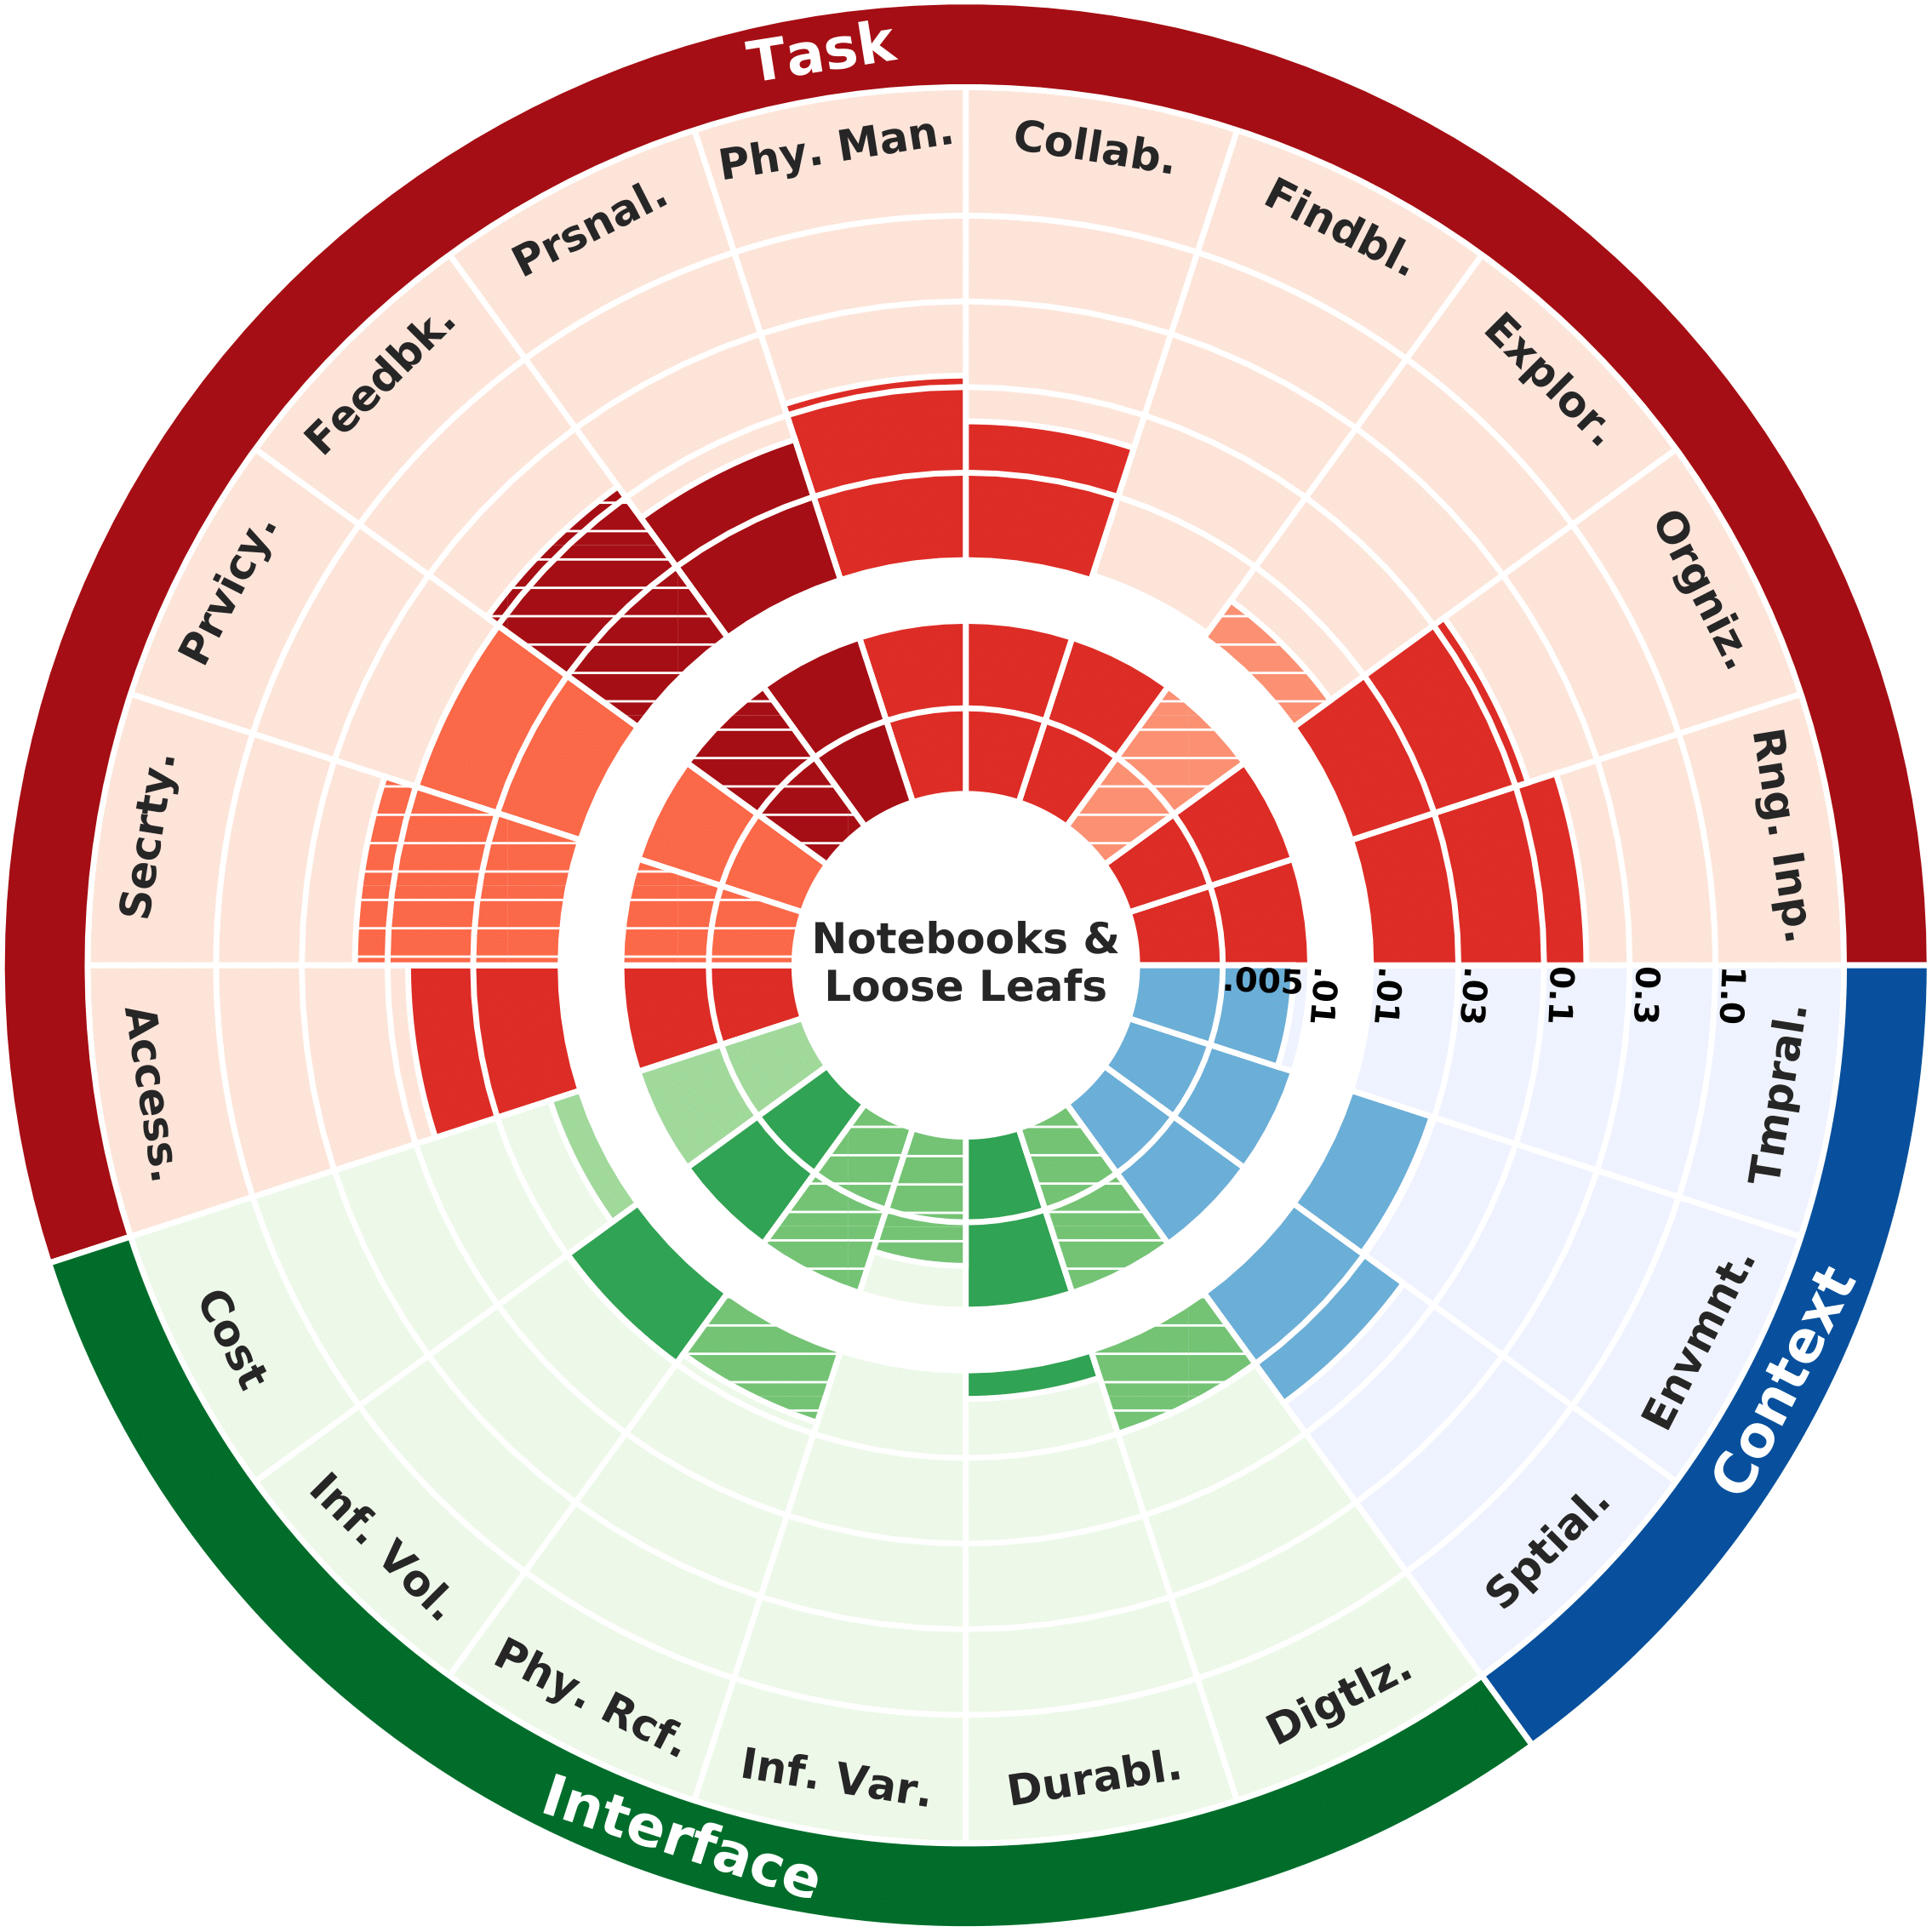 Task
Phy. Man.
Collab.
Findbl.
Explor.
Orgniz.
Rng. Inp.
Tmpral.
Envmnt.
Sptial.
Context
Digtlz.
Durabl.
Inf. Var.
Phy. Rcf.
Inf. Vol.
Cost
Interface
Access.
Secrty.
Prvicy.
Feedbk.
Prsnal.
Notebooks &
Loose Leafs
.005
.01
.01
.03
0.1
0.3
1.0